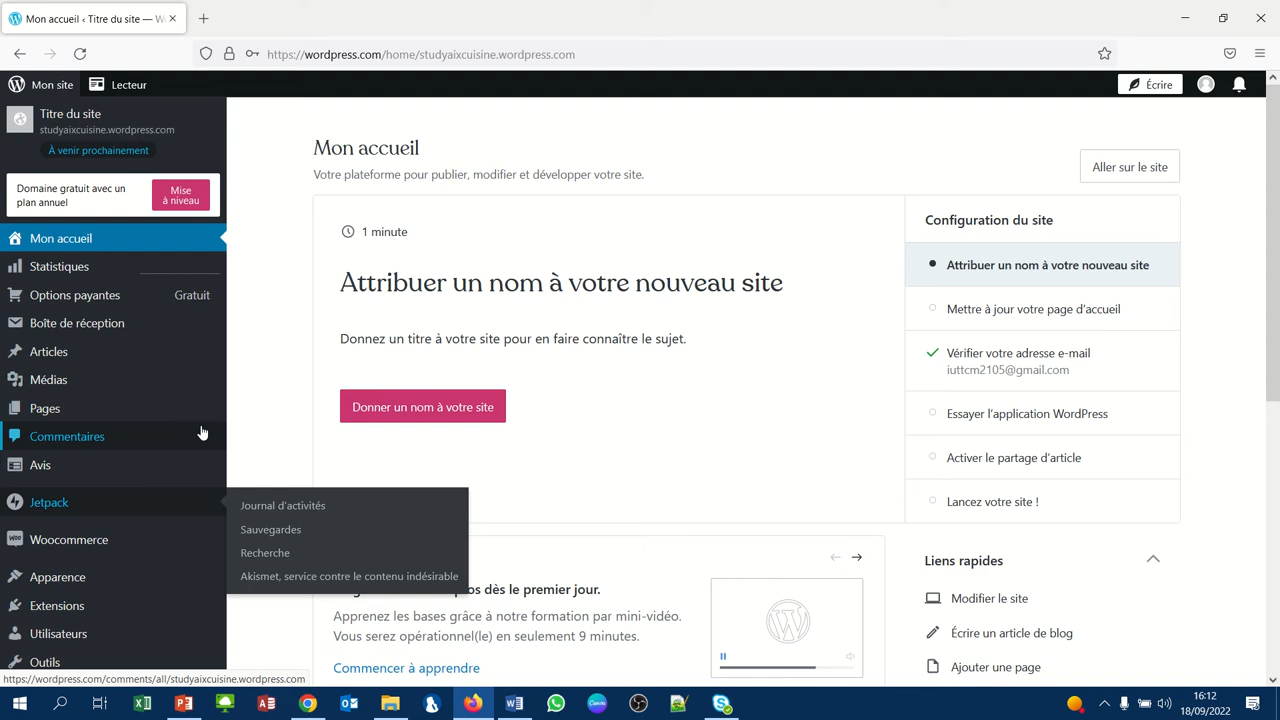 Mon accueil ‹ Titre du site — W
https://wordpress.com/home/studyaixcuisine.wordpress.com
Mon site
Lecteur
Écrire
Titre du site
studyaixcuisine.wordpress.com
À venir prochainement
Domaine gratuit avec un
plan annuel
Mise
à niveau
Mon accueil
Statistiques
Options payantes
Gratuit
Boîte de réception
Articles
Médias
Pages
Commentaires
Avis
Jetpack
Woocommerce
Apparence
Extensions
Utilisateurs
Outils
Journal d'activités
Sauvegardes
Recherche
Akismet, service contre le contenu indésirable
Mon accueil
Votre plateforme pour publier, modifier et développer votre site.
Aller sur le site
1 minute
Attribuer un nom à votre nouveau site
Donnez un titre à votre site pour en faire connaître le sujet.
Donner un nom à votre site
Configuration du site
Attribuer un nom à votre nouveau site
Mettre à jour votre page d'accueil
Vérifier votre adresse e-mail
iuttcm2105@gmail.com
Essayer l'application WordPress
Activer le partage d'article
Lancez votre site !
dès le premier jour.
Apprenez les bases grâce à notre formation par mini-vidéo.
Vous serez opérationnel(le) en seulement 9 minutes.
Commencer à apprendre
Liens rapides
Modifier le site
Écrire un article de blog
Ajouter une page
https://wordpress.com/comments/all/studyaixcuisine.wordpress.com
16:12
18/09/2022